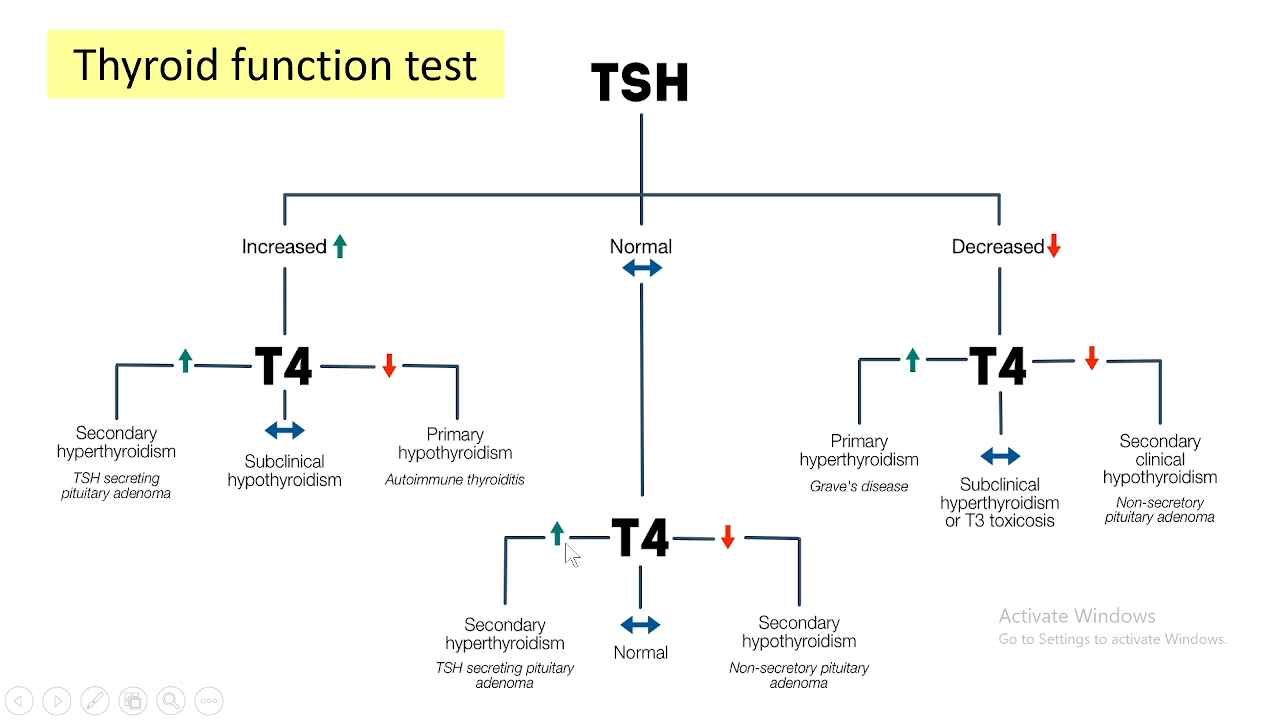 Thyroid function test
TSH
Increased
Normal
Decreased
T4
Secondary
hyperthyroidism
TSH secreting
pituitary adenoma
Subclinical
hypothyroidism
Primary
hypothyroidism
Autoimmune thyroiditis
T4
Primary
hyperthyroidism
Grave's disease
Subclinical
hyperthyroidism
or T3 toxicosis
Secondary
clinical
hypothyroidism
Non-secretory
pituitary adenoma
T4
Secondary
hyperthyroidism
TSH secreting pituitary
adenoma
Normal
Secondary
hypothyroidism
Non-secretory pituitary
adenoma
Activate Windows
Go to Settings to activate Windows.